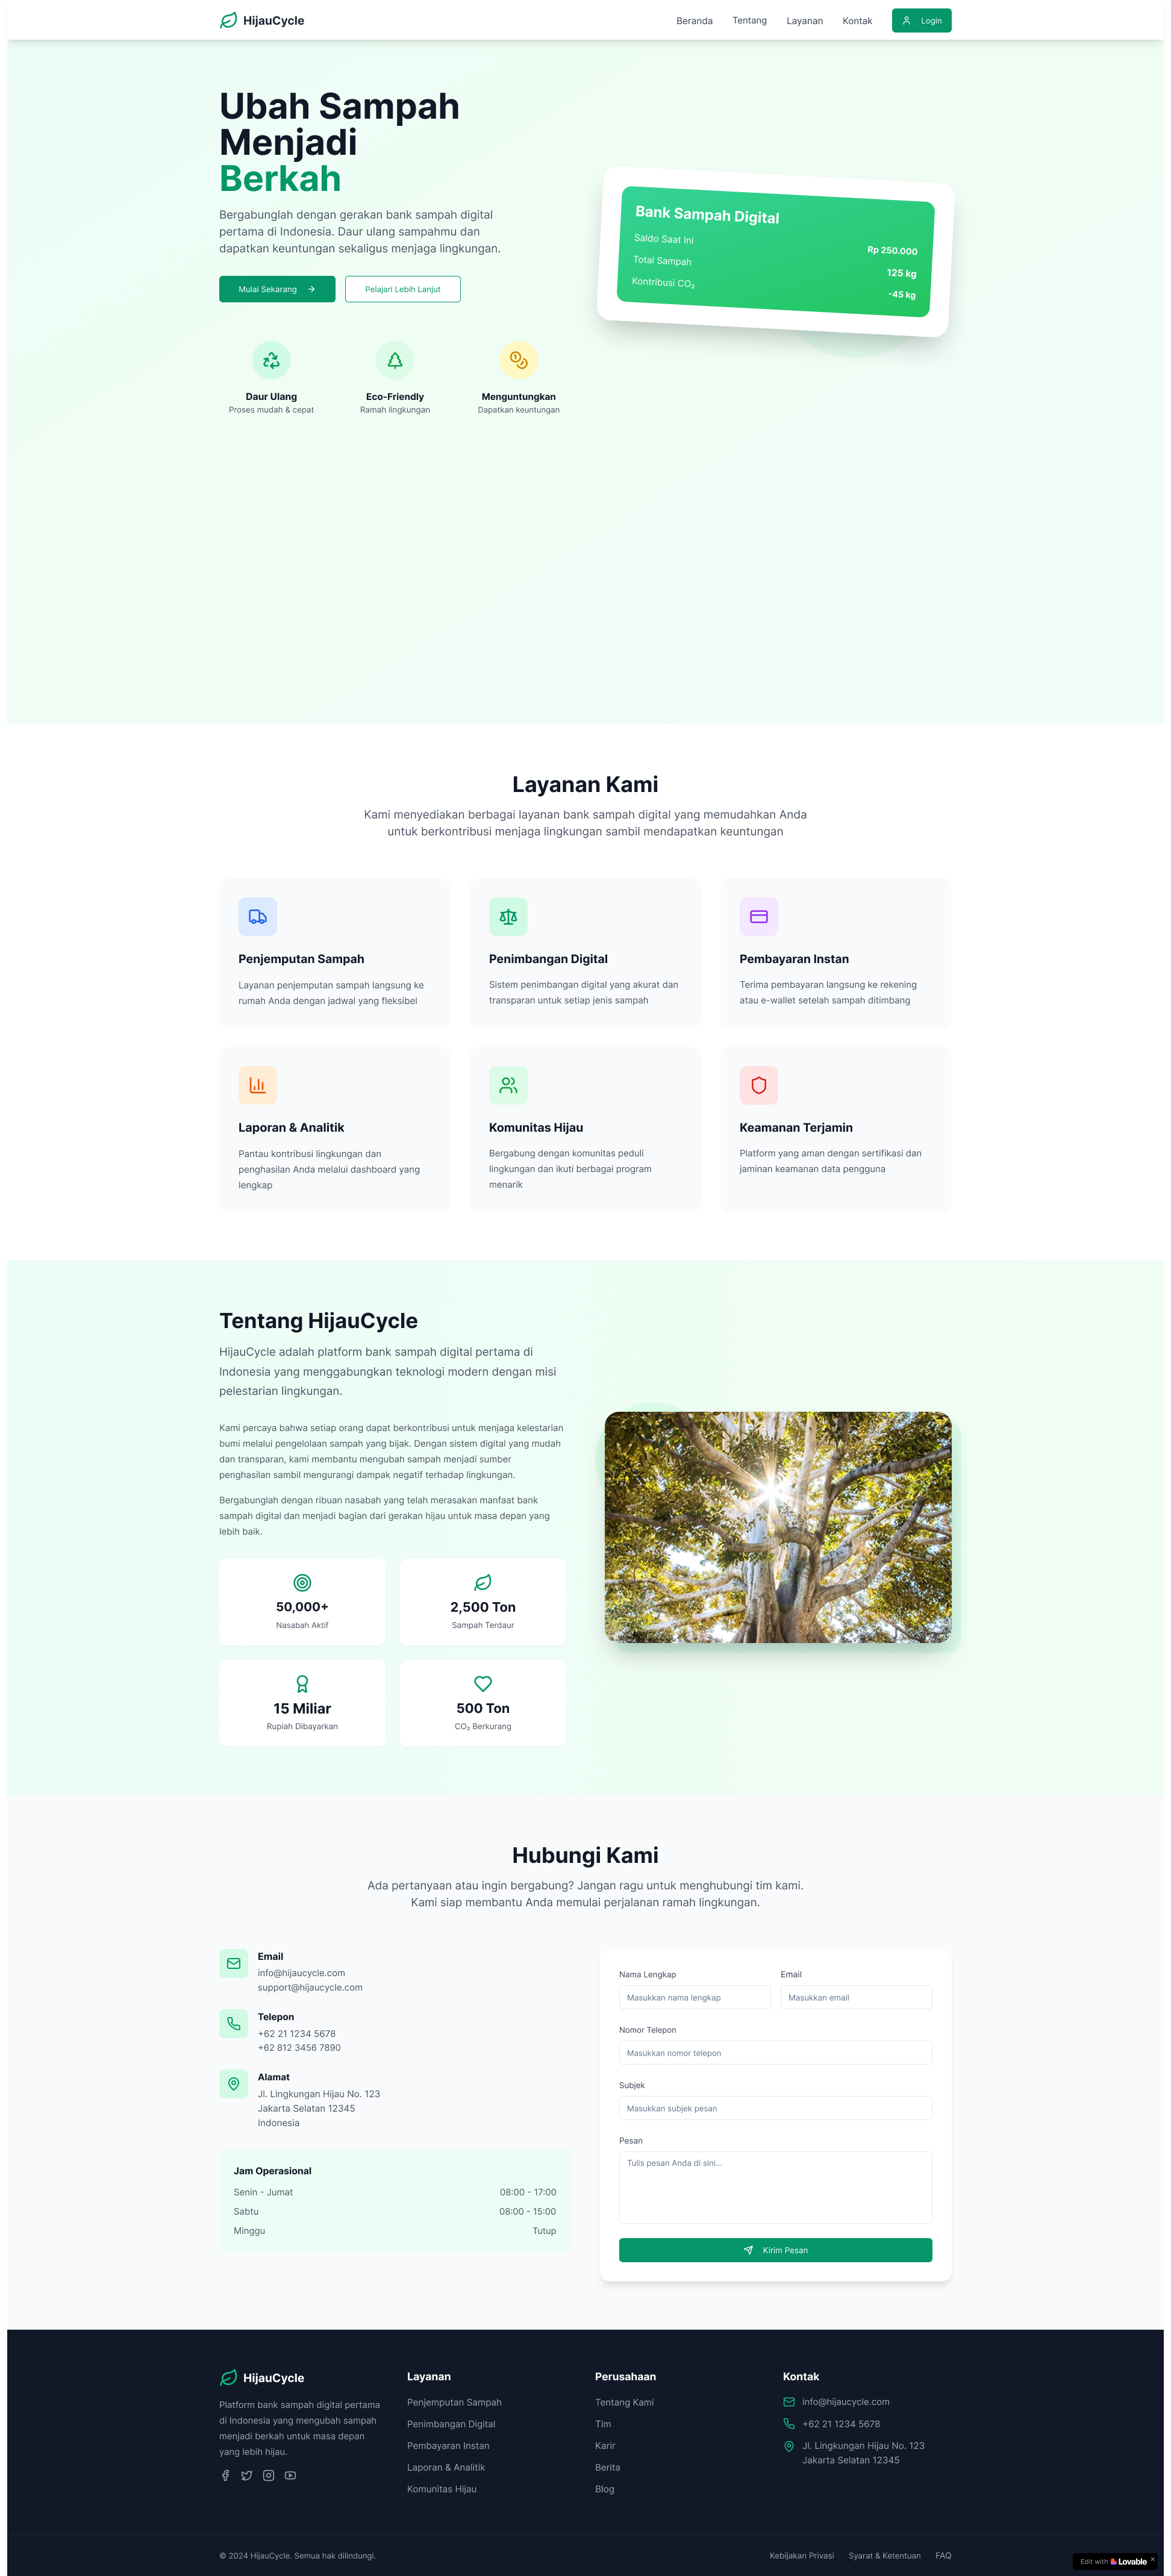 HijauCycle
Beranda
Tentang
Layanan
Kontak
Login
Ubah Sampah
Menjadi
Berkah
Bergabunglah dengan gerakan bank sampah digital
pertama di Indonesia. Daur ulang sampahmu dan
dapatkan keuntungan sekaligus menjaga lingkungan.
Mulai Sekarang
Pelajari Lebih Lanjut
Daur Ulang
Proses mudah & cepat
Eco-Friendly
Ramah lingkungan
Menguntungkan
Dapatkan keuntungan
Bank Sampah Digital
Saldo Saat Ini
Rp 250.000
Total Sampah
125 kg
Kontribusi CO₂
-45 kg
Layanan Kami
Kami menyediakan berbagai layanan bank sampah digital yang memudahkan Anda
untuk berkontribusi menjaga lingkungan sambil mendapatkan keuntungan
Penjemputan Sampah
Layanan penjemputan sampah langsung ke
rumah Anda dengan jadwal yang fleksibel
Penimbangan Digital
Sistem penimbangan digital yang akurat dan
transparan untuk setiap jenis sampah
Pembayaran Instan
Terima pembayaran langsung ke rekening
atau e-wallet setelah sampah ditimbang
Laporan & Analitik
Pantau kontribusi lingkungan dan
penghasilan Anda melalui dashboard yang
lengkap
Komunitas Hijau
Bergabung dengan komunitas peduli
lingkungan dan ikuti berbagai program
menarik
Keamanan Terjamin
Platform yang aman dengan sertifikasi dan
jaminan keamanan data pengguna
Tentang HijauCycle
HijauCycle adalah platform bank sampah digital pertama di
Indonesia yang menggabungkan teknologi modern dengan misi
pelestarian lingkungan.
Kami percaya bahwa setiap orang dapat berkontribusi untuk menjaga kelestarian
bumi melalui pengelolaan sampah yang bijak. Dengan sistem digital yang mudah
dan transparan, kami membantu mengubah sampah menjadi sumber
penghasilan sambil mengurangi dampak negatif terhadap lingkungan.
Bergabunglah dengan ribuan nasabah yang telah merasakan manfaat bank
sampah digital dan menjadi bagian dari gerakan hijau untuk masa depan yang
lebih baik.
50,000+
Nasabah Aktif
2,500 Ton
Sampah Terdaur
15 Miliar
Rupiah Dibayarkan
500 Ton
CO₂ Berkurang
Hubungi Kami
Ada pertanyaan atau ingin bergabung? Jangan ragu untuk menghubungi tim kami.
Kami siap membantu Anda memulai perjalanan ramah lingkungan.
Email
info@hijaucycle.com
support@hijaucycle.com
Telepon
+62 21 1234 5678
+62 812 3456 7890
Alamat
Jl. Lingkungan Hijau No. 123
Jakarta Selatan 12345
Indonesia
Jam Operasional
Senin - Jumat
08:00 - 17:00
Sabtu
08:00 - 15:00
Minggu
Tutup
Nama Lengkap
Masukkan nama lengkap
Email
Masukkan email
Nomor Telepon
Masukkan nomor telepon
Subjek
Masukkan subjek pesan
Pesan
Tulis pesan Anda di sini...
Kirim Pesan
HijauCycle
Platform bank sampah digital pertama
di Indonesia yang mengubah sampah
menjadi berkah untuk masa depan
yang lebih hijau.
Layanan
Penjemputan Sampah
Penimbangan Digital
Pembayaran Instan
Laporan & Analitik
Komunitas Hijau
Perusahaan
Tentang Kami
Tim
Karir
Berita
Blog
Kontak
info@hijaucycle.com
+62 21 1234 5678
Jl. Lingkungan Hijau No. 123
Jakarta Selatan 12345
© 2024 HijauCycle. Semua hak dilindungi.
Kebijakan Privasi
Syarat & Ketentuan
FAQ
Edit with Lovable